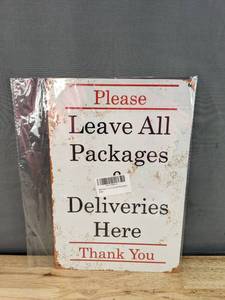 Please
Leave All
Packages
Deliveries
Here
Thank You